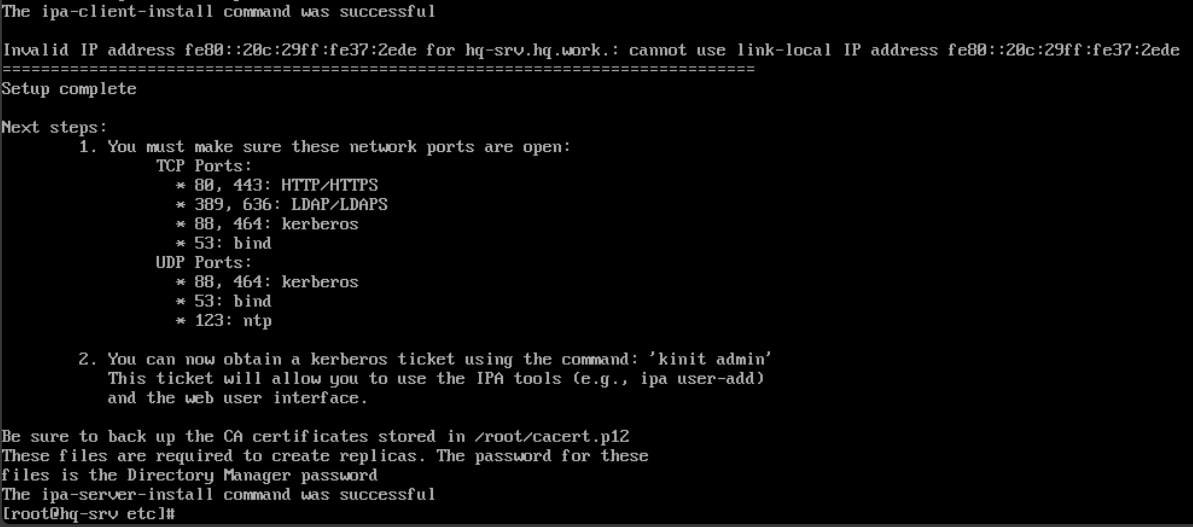 The ipa-client-install command was successful
Invalid IP address fe80::20c:29ff:fe37:2ede for hq-srv.hq.work.: cannot use link-local IP address fe80::20c:29ff:fe37:2ede
==============================================================================
Setup complete
Next steps:
1. You must make sure these network ports are open:
TCP Ports:
* 80, 443: HTTP/HTTPS
* 389, 636: LDAP/LDAPS
* 88, 464: kerberos
* 53: bind
UDP Ports:
* 88, 464: kerberos
* 53: bind
* 123: ntp
2. You can now obtain a kerberos ticket using the command: 'kinit admin'
This ticket will allow you to use the IPA tools (e.g., ipa user-add)
and the web user interface.
Be sure to back up the CA certificates stored in /root/cacert.p12
These files are required to create replicas. The password for these
files is the Directory Manager password
The ipa-server-install command was successful
[root@hq-srv etc]#